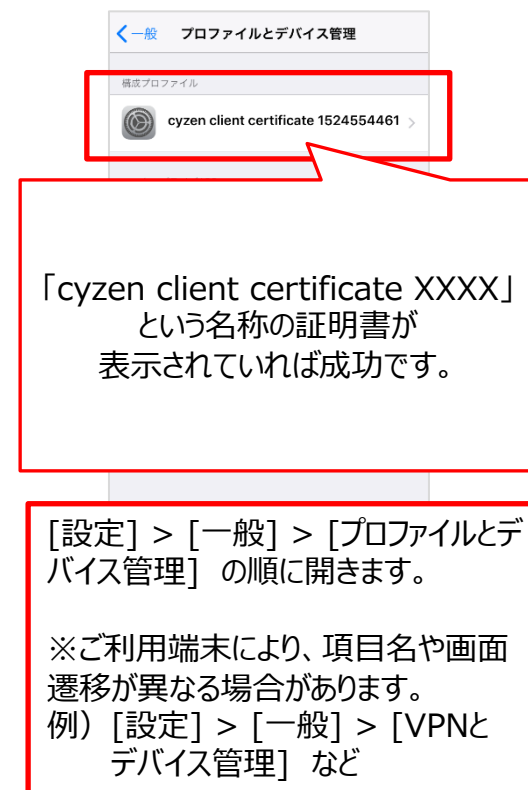 一般 プロファイルとデバイス管理
構成プロファイル
cyzen client certificate 1524554461
「cyzen client certificate XXXX」
という名称の証明書が
表示されていれば成功です。
[設定] > [一般] > [プロファイルとデ
バイス管理] の順に開きます。
※ご利用端末により、項目名や画面
遷移が異なる場合があります。
例）[設定] > [一般] > [VPNと
デバイス管理] など